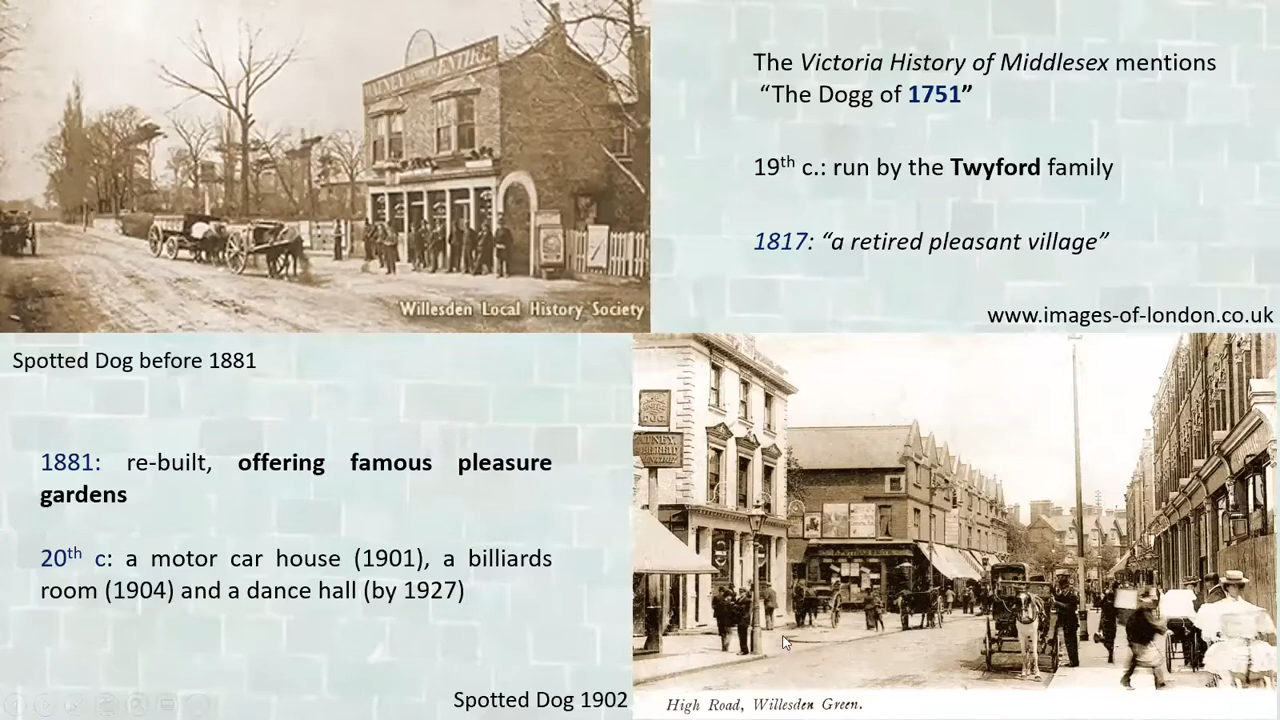 The Victoria History of Middlesex mentions
“The Dogg of 1751”
19th c.: run by the Twyford family
1817: “a retired pleasant village”
www.images-of-london.co.uk
Willesden Local History Society
Spotted Dog before 1881
1881: re-built, offering famous pleasure
gardens
20th c: a motor car house (1901), a billiards
room (1904) and a dance hall (by 1927)
Spotted Dog 1902
DOG
High Road, Willesden Green.